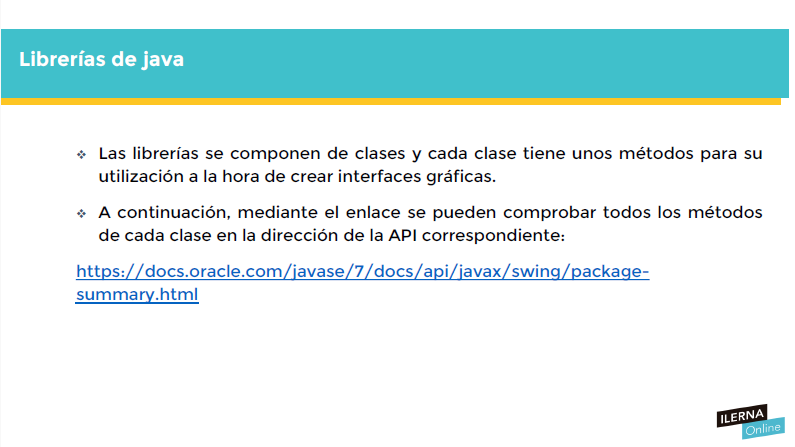 Librerías de java
❖ Las librerías se componen de clases y cada clase tiene unos métodos para su
utilización a la hora de crear interfaces gráficas.
❖ A continuación, mediante el enlace se pueden comprobar todos los métodos
de cada clase en la dirección de la API correspondiente:
https://docs.oracle.com/javase/7/docs/api/javax/swing/package-
summary.html
ILERNA
Online